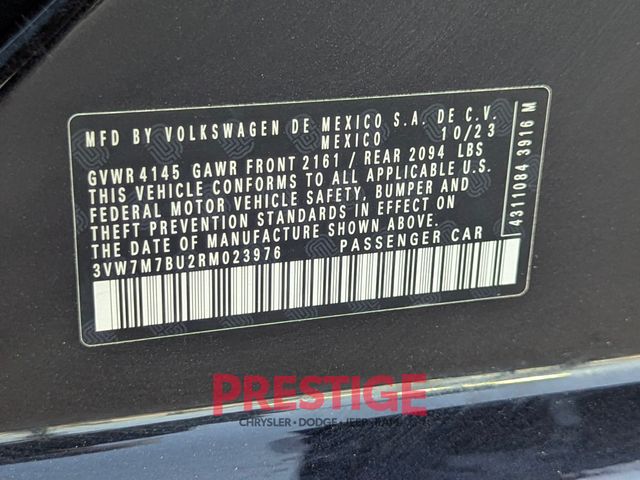 MFD BY VOLKSWAGEN DE MEXICO S.A. DE C.V.
MEXICO 10/23
GVWR 4145 GAWR FRONT 2161 / REAR 2094 LBS
THIS VEHICLE CONFORMS TO ALL APPLICABLE U.S.
FEDERAL MOTOR VEHICLE SAFETY, BUMPER AND
THEFT PREVENTION STANDARDS IN EFFECT ON
THE DATE OF MANUFACTURE SHOWN ABOVE.
3VW7M7BU2RM023976 PASSENGER CAR
4311084 3916 M
PRESTIGE
CHRYSLER • DODGE • JEEP • RAM